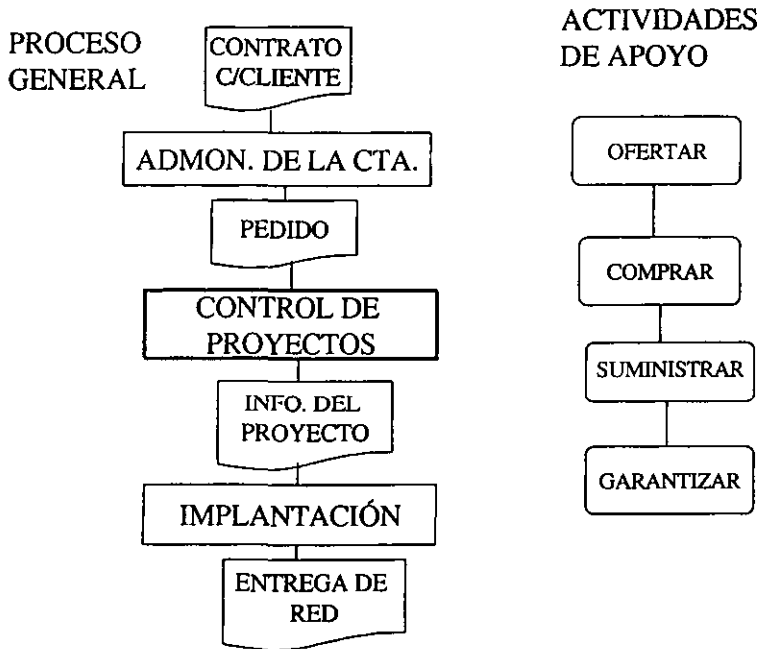 PROCESO
GENERAL
CONTRATO
C/CLIENTE
ADMON. DE LA CTA.
PEDIDO
CONTROL DE
PROYECTOS
INFO. DEL
PROYECTO
IMPLANTACIÓN
ENTREGA DE
RED
ACTIVIDADES
DE APOYO
OFERTAR
COMPRAR
SUMINISTRAR
GARANTIZAR